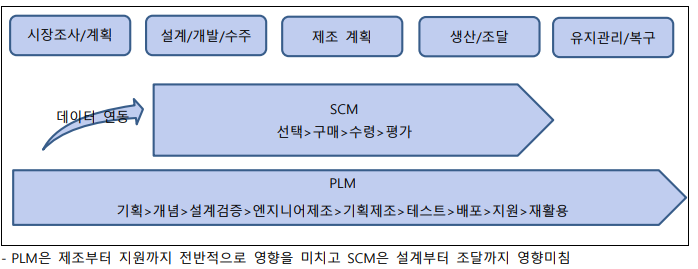 시장조사/계획
설계/개발/수주
제조 계획
생산/조달
유지관리/복구
데이터 연동
SCM
선택>구매>수령>평가
PLM
기획>개념>설계검증>엔지니어제조>기획제조>테스트>배포>지원>재활용
- PLM은 제조부터 지원까지 전반적으로 영향을 미치고 SCM은 설계부터 조달까지 영향미침